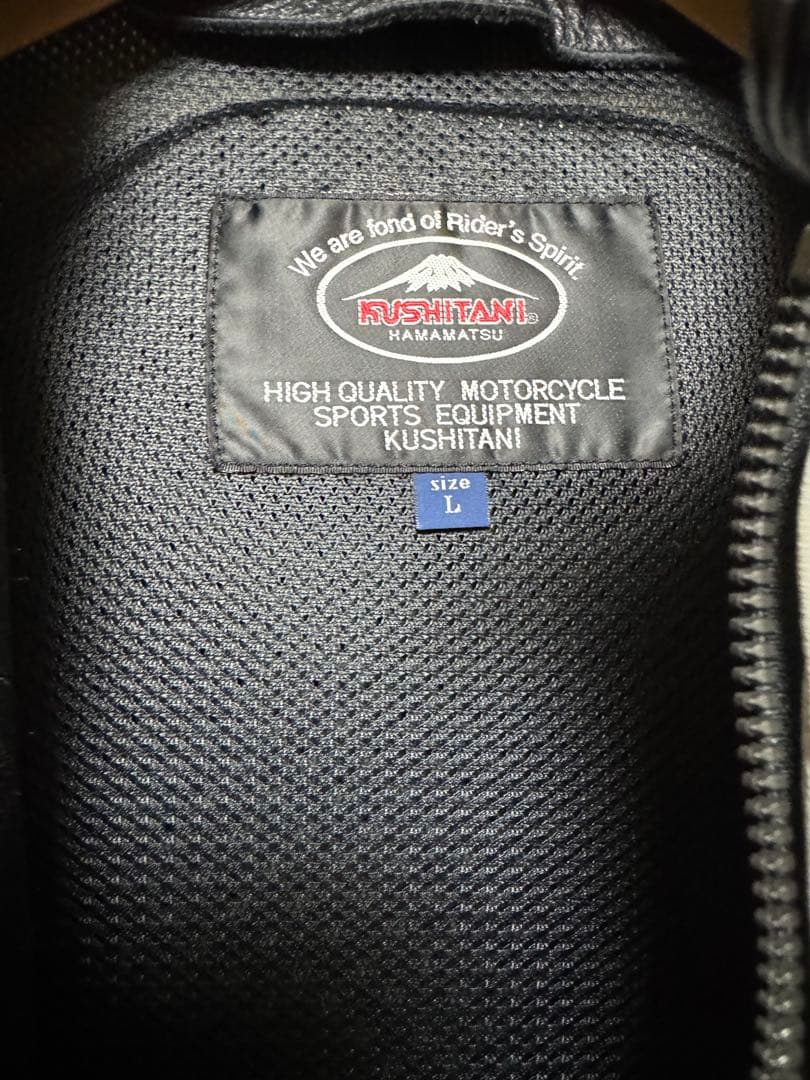 We are fond of Rider's Spirit.
KUSHITANI®
HAMAMATSU
HIGH QUALITY MOTORCYCLE
SPORTS EQUIPMENT
KUSHITANI
size
L